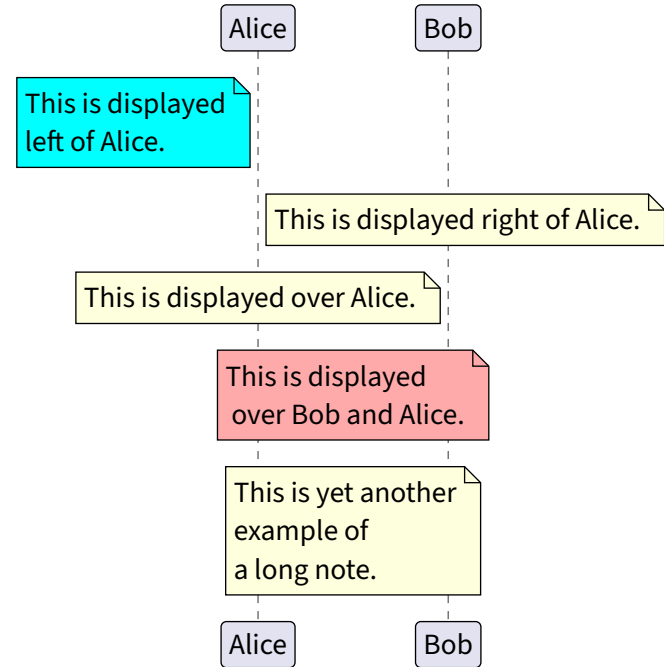 Alice Bob
This is displayed
left of Alice.
This is displayed right of Alice.
This is displayed over Alice.
This is displayed
over Bob and Alice.
This is yet another
example of
a long note.
Alice Bob